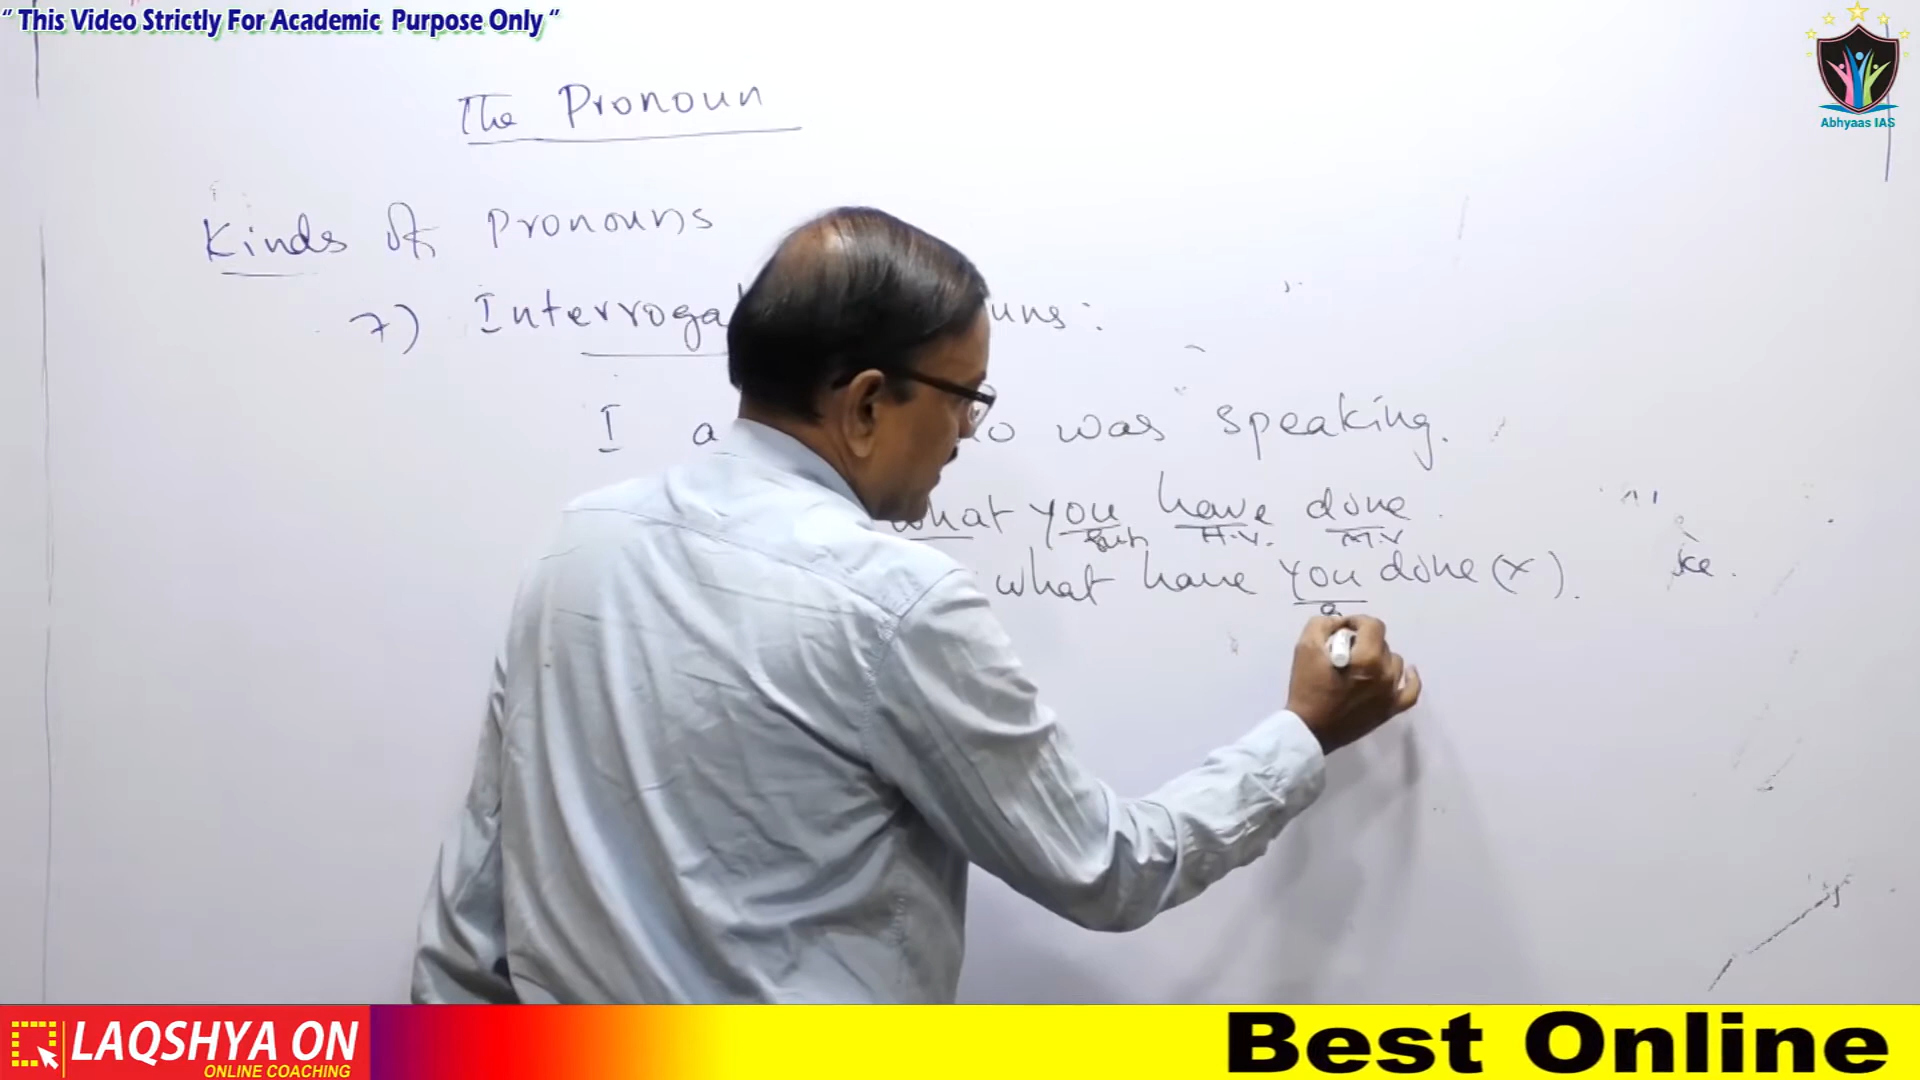 “ This Video Strictly For Academic Purpose Only “
Abhyaas IAS
The Pronoun
Kinds Of Pronouns
7) Interroga uns:
I a o was speaking.
what you have done.
Sub H.V. M.V
what have you done (x).
LAQSHYA ON
ONLINE COACHING
Best Online